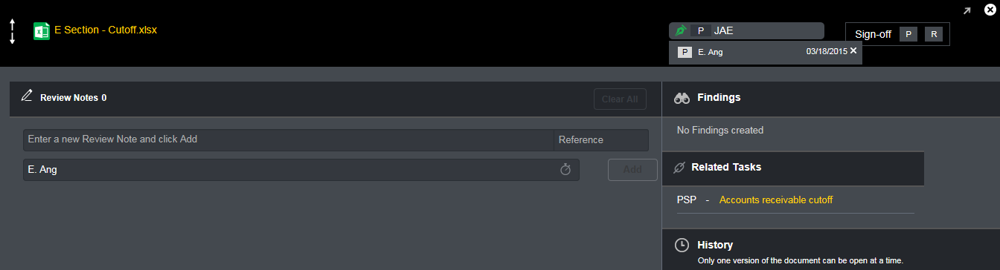 E Section - Cutoff.xlsx
P JAE
Sign-off P R
P E. Ang 03/18/2015
Review Notes 0
Clear All
Findings
Enter a new Review Note and click Add
Reference
No Findings created
E. Ang
Add
Related Tasks
PSP - Accounts receivable cutoff
History
Only one version of the document can be open at a time.